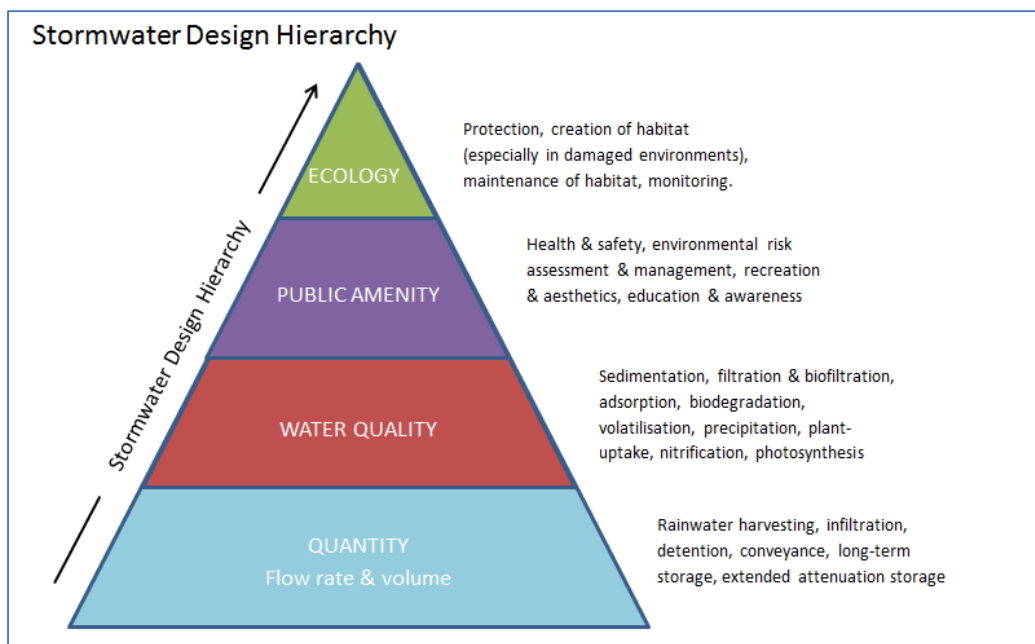 Stormwater Design Hierarchy
Stormwater Design Hierarchy
ECOLOGY
Protection, creation of habitat
(especially in damaged environments),
maintenance of habitat, monitoring.
PUBLIC AMENITY
Health & safety, environmental risk
assessment & management, recreation
& aesthetics, education & awareness
WATER QUALITY
Sedimentation, filtration & biofiltration,
adsorption, biodegradation,
volatilisation, precipitation, plant-
uptake, nitrification, photosynthesis
QUANTITY
Flow rate & volume
Rainwater harvesting, infiltration,
detention, conveyance, long-term
storage, extended attenuation storage